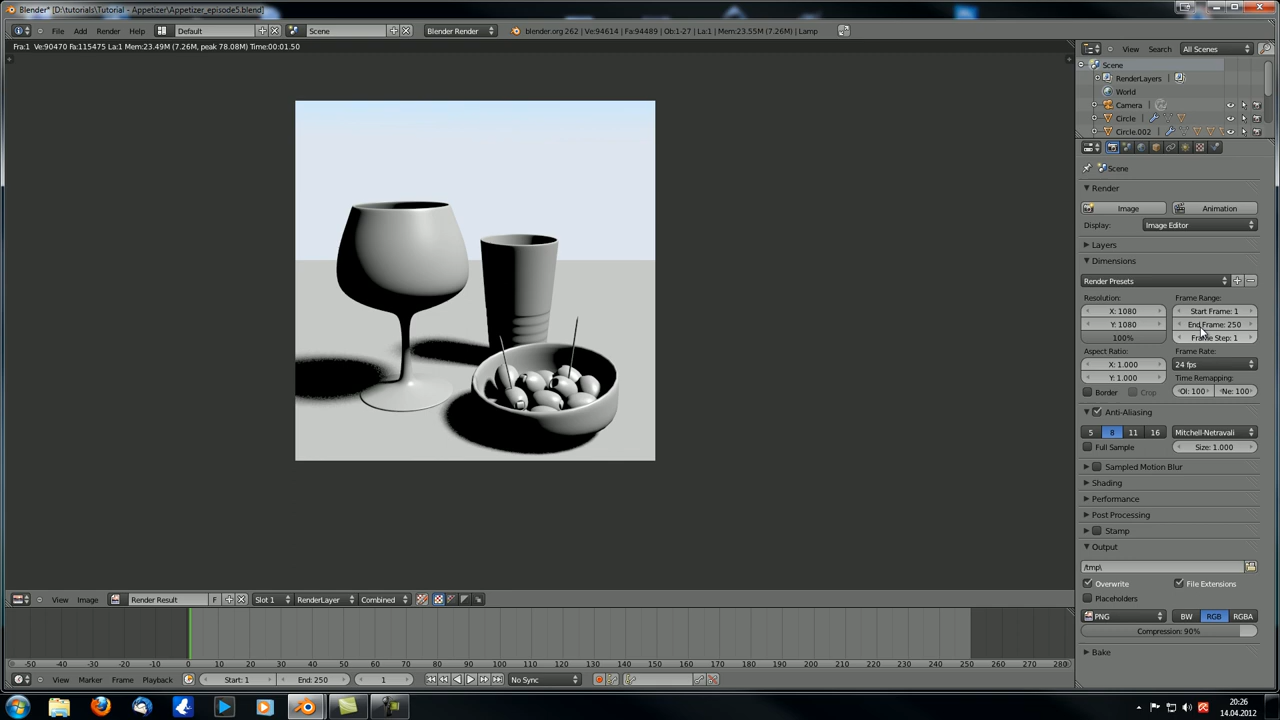 Blender* [D:\tutorials\Tutorial - Appetizer\Appetizer_episode5.blend]
File Add Render Help Default Scene Blender Render blender.org 262 | Ve:94614 | Fa:94489 | Ob:1-27 | La:1 | Mem:23.55M (7.26M) | Lamp
Fra:1 Ve:90470 Fa:115475 La:1 Mem:23.49M (7.26M, peak 78.08M) Time:00:01.50
View Search All Scenes
Scene
RenderLayers
World
Camera
Circle
Circle.002
Scene
Render
Image Animation
Display: Image Editor
Layers
Dimensions
Render Presets
Resolution: Frame Range:
X: 1080 Start Frame: 1
Y: 1080 End Frame: 250
100% Frame Step: 1
Aspect Ratio: Frame Rate:
X: 1.000 24 fps
Y: 1.000 Time Remapping:
Border Crop Ol: 100 Ne: 100
Anti-Aliasing
5 8 11 16 Mitchell-Netravali
Full Sample Size: 1.000
Sampled Motion Blur
Shading
Performance
Post Processing
Stamp
Output
/tmp\
Overwrite File Extensions
Placeholders
PNG BW RGB RGBA
Compression: 90%
Bake
View Image Render Result F Slot 1 RenderLayer Combined
-50 -40 -30 -20 -10 0 10 20 30 40 50 60 70 80 90 100 110 120 130 140 150 160 170 180 190 200 210 220 230 240 250 260 270 280
View Marker Frame Playback Start: 1 End: 250 1 No Sync
20:26
14.04.2012